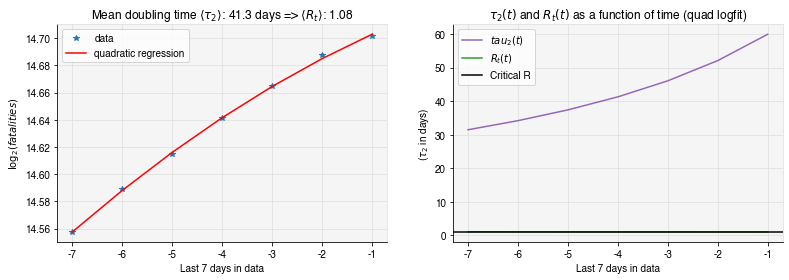 Mean doubling time ⟨τ₂⟩: 41.3 days => ⟨Rₜ⟩: 1.08
data
quadratic regression
log₂(fatalities)
14.70
14.68
14.66
14.64
14.62
14.60
14.58
14.56
-7 -6 -5 -4 -3 -2 -1
Last 7 days in data
τ₂(t) and Rₜ(t) as a function of time (quad logfit)
tau₂(t)
Rₜ(t)
Critical R
(τ₂ in days)
60
50
40
30
20
10
0
-7 -6 -5 -4 -3 -2 -1
Last 7 days in data